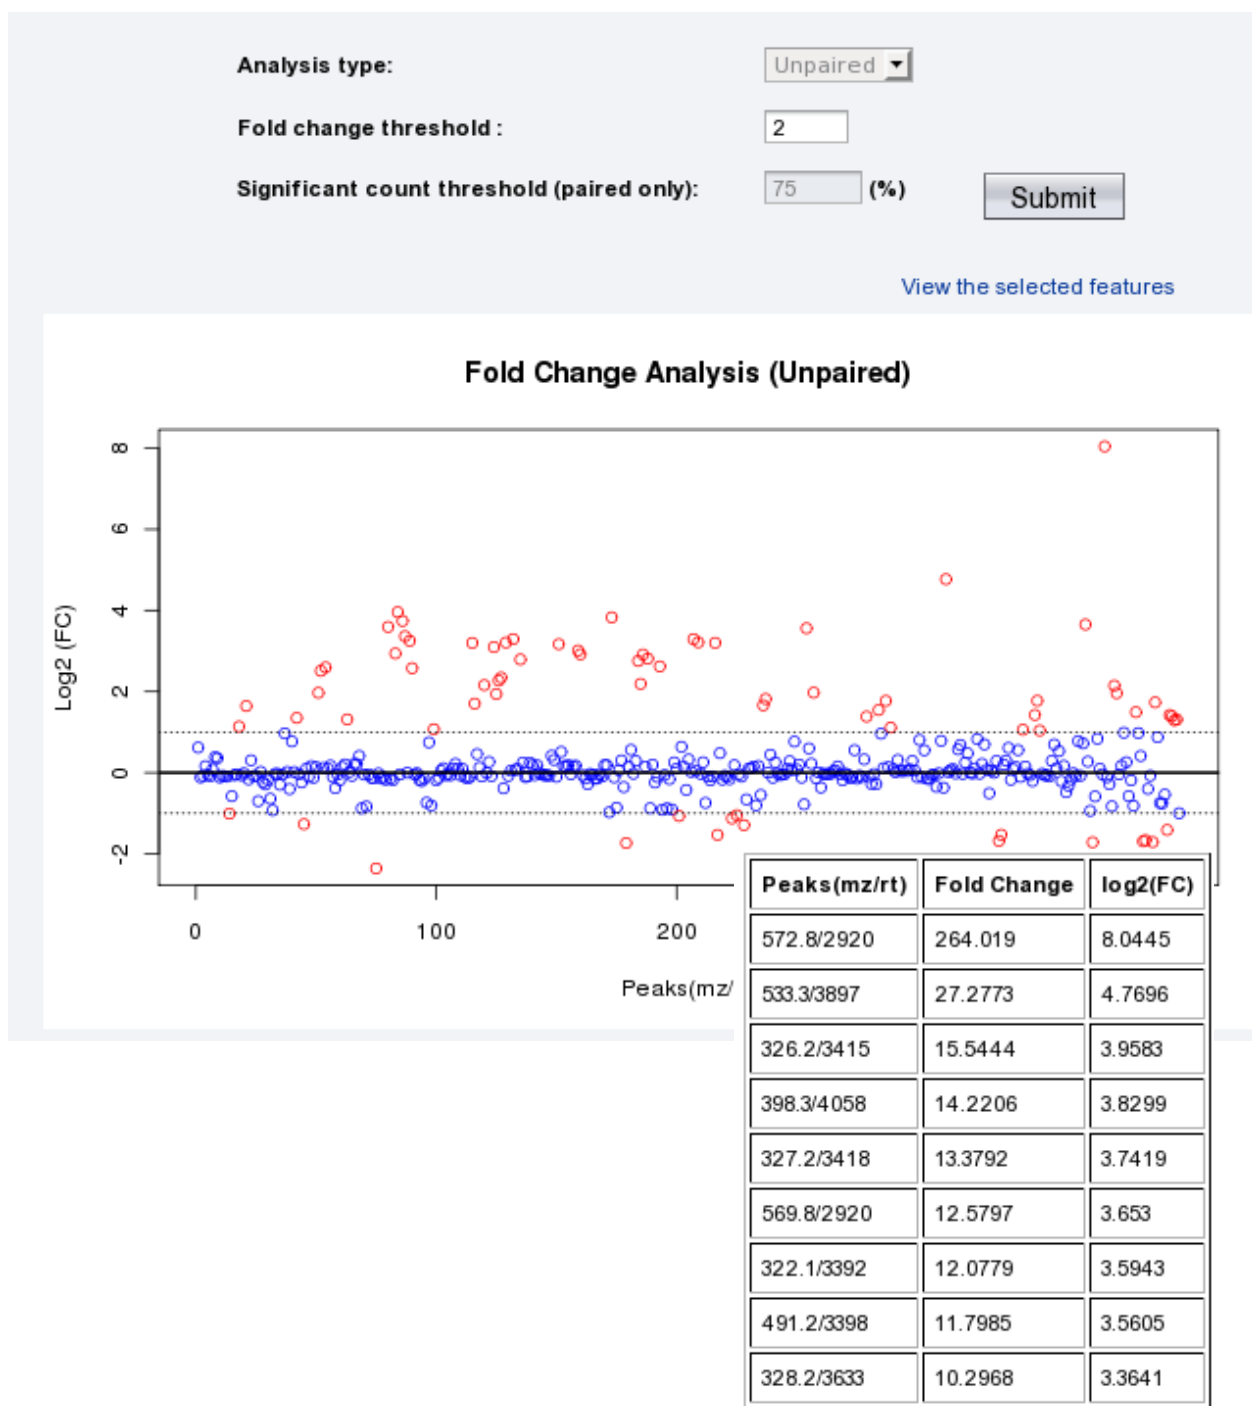 Analysis type: Unpaired
Fold change threshold : 2
Significant count threshold (paired only): 75 (%) Submit
View the selected features
Fold Change Analysis (Unpaired)
Log2 (FC)
8
6
4
2
0
-2
0 100 200
Peaks(mz/
Peaks(mz/rt) Fold Change log2(FC)
572.8/2920 264.019 8.0445
533.3/3897 27.2773 4.7696
326.2/3415 15.5444 3.9583
398.3/4058 14.2206 3.8299
327.2/3418 13.3792 3.7419
569.8/2920 12.5797 3.653
322.1/3392 12.0779 3.5943
491.2/3398 11.7985 3.5605
328.2/3633 10.2968 3.3641